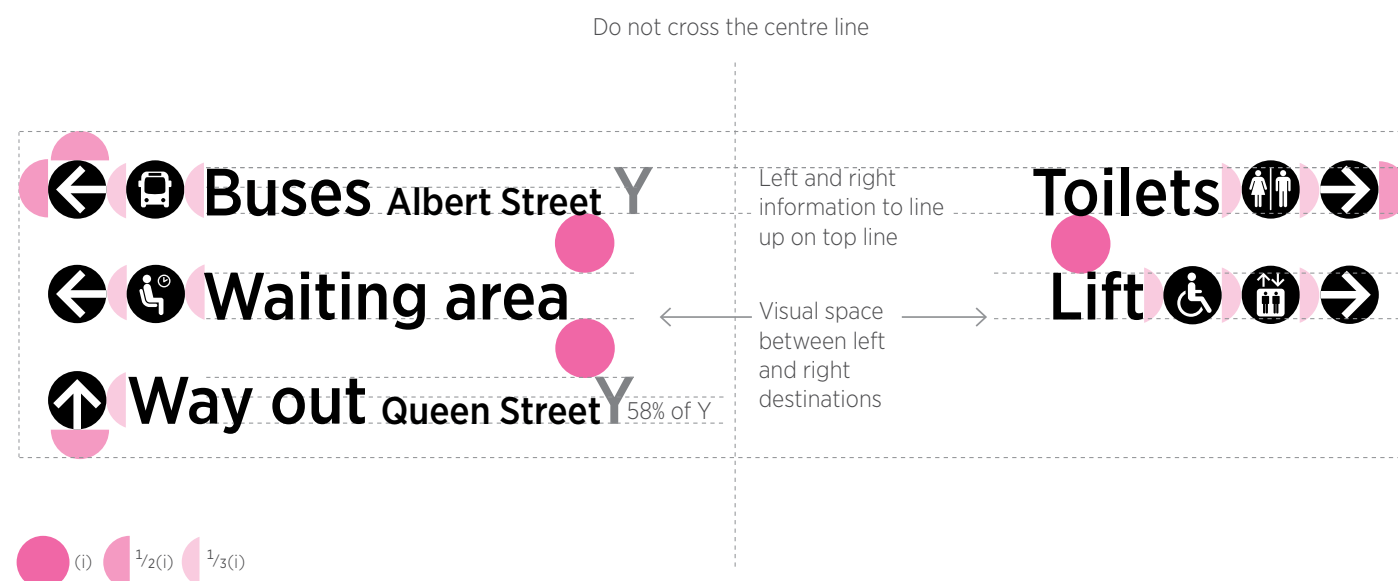 Do not cross the centre line
Buses Albert Street Y
Left and right
information to line
up on top line
Toilets
Waiting area
Lift
Visual space
between left
and right
destinations
Way out Queen Street Y 58% of Y
(i) 1/2(i) 1/3(i)